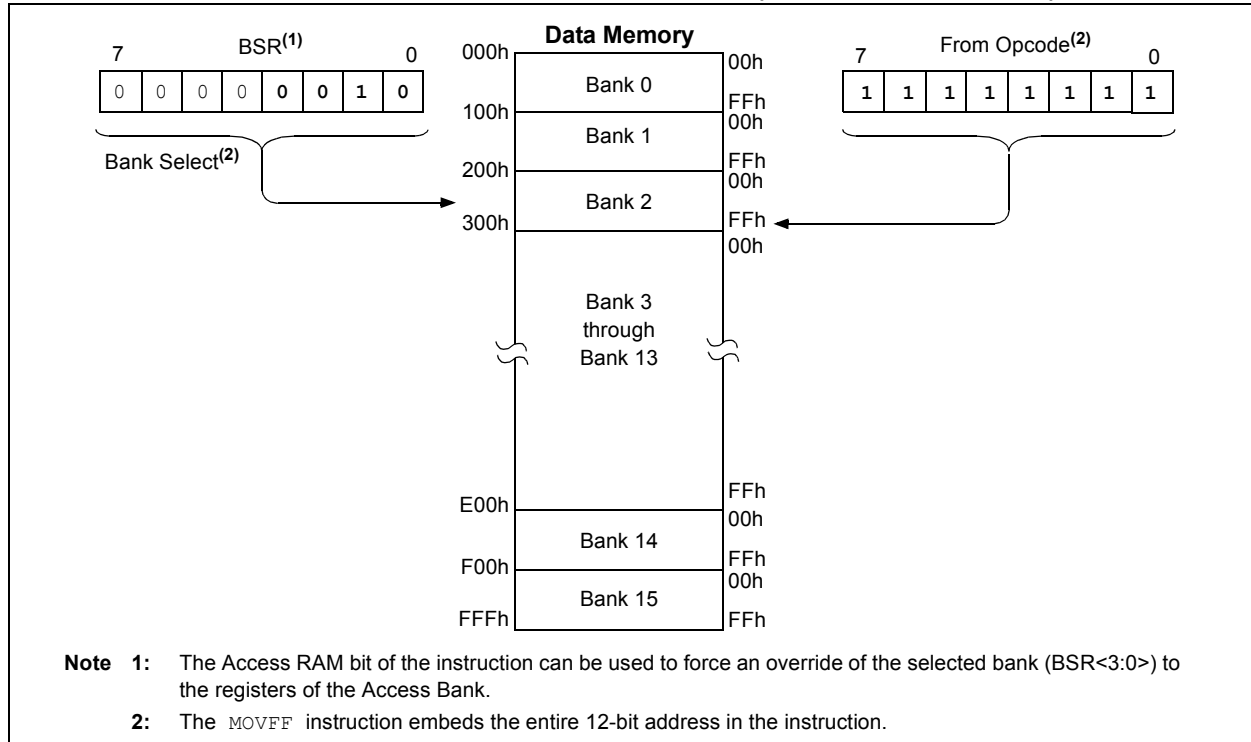 Data Memory
7 BSR(1) 0
0 0 0 0 0 0 1 0
Bank Select(2)
7 From Opcode(2) 0
1 1 1 1 1 1 1 1
000h Bank 0 00h
FFh
100h Bank 1 00h
FFh
200h Bank 2 00h
FFh
300h 00h
Bank 3
through
Bank 13
FFh
E00h Bank 14 00h
FFh
F00h Bank 15 00h
FFFh FFh
Note 1: The Access RAM bit of the instruction can be used to force an override of the selected bank (BSR<3:0>) to
the registers of the Access Bank.
2: The MOVFF instruction embeds the entire 12-bit address in the instruction.